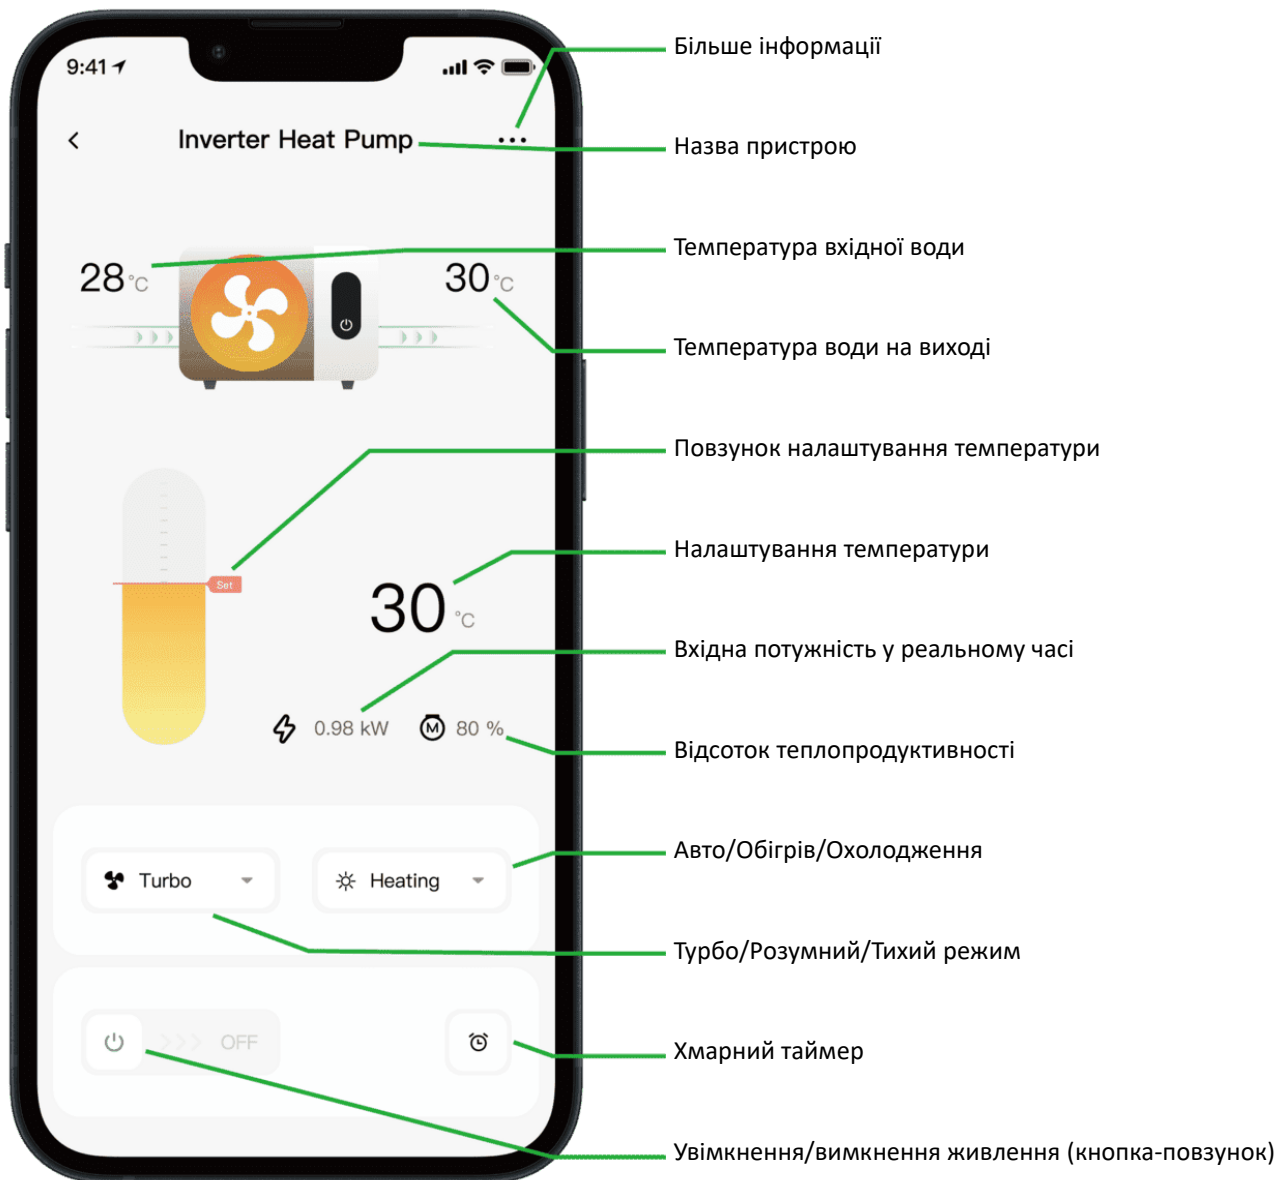 Більше інформації
9:41
Inverter Heat Pump
Назва пристрою
Температура вхідної води
28 °C
30 °C
Температура води на виході
Повзунок налаштування температури
Налаштування температури
Set
30 °C
Вхідна потужність у реальному часі
0.98 kW
M 80 %
Відсоток теплопродуктивності
Авто/Обігрів/Охолодження
Turbo
Heating
Турбо/Розумний/Тихий режим
OFF
Хмарний таймер
Увімкнення/вимкнення живлення (кнопка-повзунок)